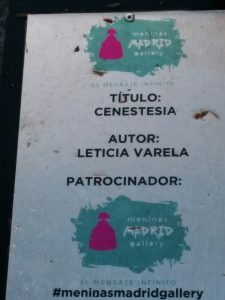 meninas
MADRID
gallery
EL MENSAJE INFINITO
TÍTULO:
CENESTESIA
AUTOR:
LETICIA VARELA
PATROCINADOR:
meninas
MADRID
gallery
EL MENSAJE INFINITO
#meninasmadridgallery